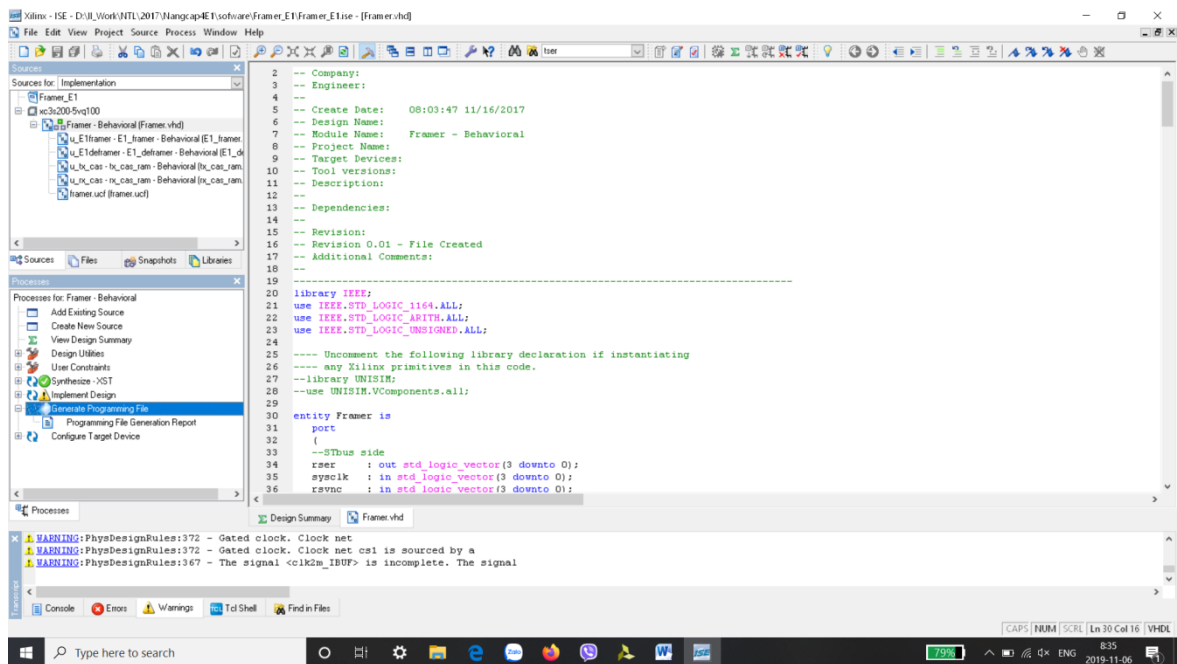 Xilinx - ISE - D:\II_Work\NTL\2017\Nangcap4E1\sofware\Framer_E1\Framer_E1.ise - [Framer.vhd]
File Edit View Project Source Process Window Help
tser
Sources
Sources for: Implementation
Framer_E1
xc3s200-5vq100
Framer - Behavioral (Framer.vhd)
u_E1framer - E1_framer - Behavioral (E1_framer.
u_E1deframer - E1_deframer - Behavioral (E1_de
u_tx_cas - tx_cas_ram - Behavioral (tx_cas_ram.
u_rx_cas - rx_cas_ram - Behavioral (rx_cas_ram.
framer.ucf (framer.ucf)
Sources Files Snapshots Libraries
Processes
Processes for: Framer - Behavioral
Add Existing Source
Create New Source
View Design Summary
Design Utilities
User Constraints
Synthesize - XST
Implement Design
Generate Programming File
Programming File Generation Report
Configure Target Device
Processes
2 -- Company:
3 -- Engineer:
4 --
5 -- Create Date: 08:03:47 11/16/2017
6 -- Design Name:
7 -- Module Name: Framer - Behavioral
8 -- Project Name:
9 -- Target Devices:
10 -- Tool versions:
11 -- Description:
12 --
13 -- Dependencies:
14 --
15 -- Revision:
16 -- Revision 0.01 - File Created
17 -- Additional Comments:
18 --
19 ----------------------------------------------------------------------------------
20 library IEEE;
21 use IEEE.STD_LOGIC_1164.ALL;
22 use IEEE.STD_LOGIC_ARITH.ALL;
23 use IEEE.STD_LOGIC_UNSIGNED.ALL;
24
25 ---- Uncomment the following library declaration if instantiating
26 ---- any Xilinx primitives in this code.
27 --library UNISIM;
28 --use UNISIM.VComponents.all;
29
30 entity Framer is
31 port
32 (
33 --STbus side
34 rser : out std_logic_vector(3 downto 0);
35 sysclk : in std_logic_vector(3 downto 0);
36 rsync : in std_logic_vector(3 downto 0);
Design Summary Framer.vhd
WARNING:PhysDesignRules:372 - Gated clock. Clock net
WARNING:PhysDesignRules:372 - Gated clock. Clock net cs1 is sourced by a
WARNING:PhysDesignRules:367 - The signal <clk2m_IBUF> is incomplete. The signal
Transcript
Console Errors Warnings Tcl Shell Find in Files
CAPS NUM SCRL Ln 30 Col 16 VHDL
Type here to search
Zalo
ISE
79%
ENG
8:35
2019-11-06